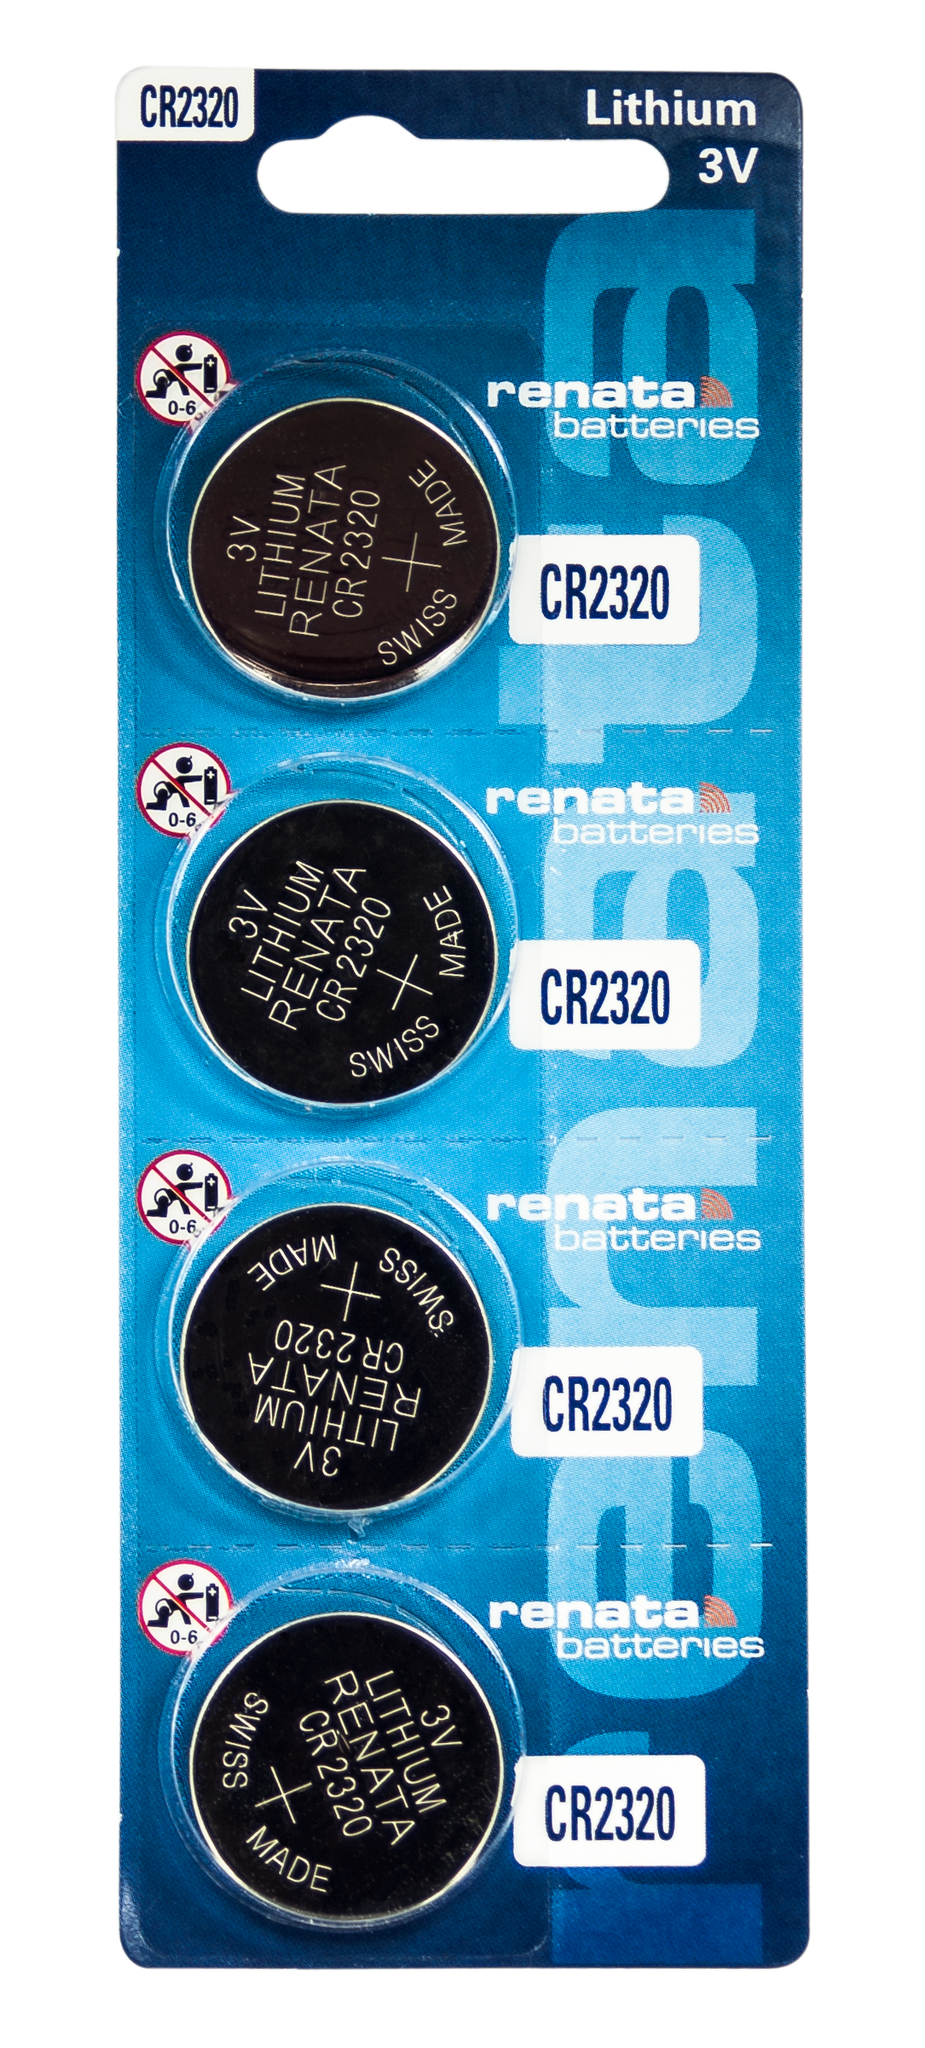 CR2320
Lithium
3V
renata
0-6
renata
batteries
3V
LITHIUM
RENATA
CR2320
SWISS MADE
CR2320
0-6
renata
batteries
3V
LITHIUM
RENATA
CR2320
SWISS MADE
CR2320
0-6
renata
batteries
3V
LITHIUM
RENATA
CR2320
SWISS MADE
CR2320
0-6
renata
batteries
3V
LITHIUM
RENATA
CR2320
SWISS MADE
CR2320